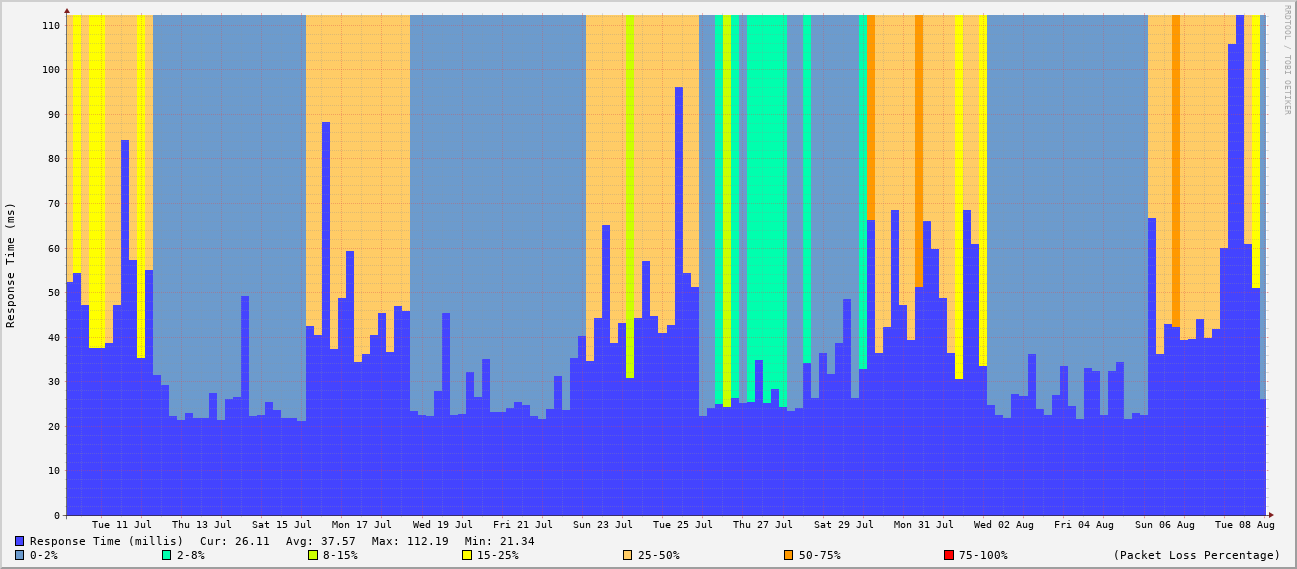 RRDTOOL / TOBI OETIKER
Response Time (ms)
110
100
90
80
70
60
50
40
30
20
10
0
Tue 11 Jul Thu 13 Jul Sat 15 Jul Mon 17 Jul Wed 19 Jul Fri 21 Jul Sun 23 Jul Tue 25 Jul Thu 27 Jul Sat 29 Jul Mon 31 Jul Wed 02 Aug Fri 04 Aug Sun 06 Aug Tue 08 Aug
Response Time (millis) Cur: 26.11 Avg: 37.57 Max: 112.19 Min: 21.34
0-2% 2-8% 8-15% 15-25% 25-50% 50-75% 75-100% (Packet Loss Percentage)